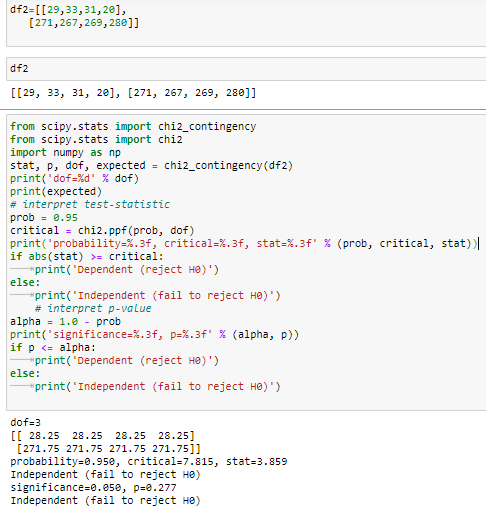 df2=[[29,33,31,20],
[271,267,269,280]]
df2
[[29, 33, 31, 20], [271, 267, 269, 280]]
from scipy.stats import chi2_contingency
from scipy.stats import chi2
import numpy as np
stat, p, dof, expected = chi2_contingency(df2)
print('dof=%d' % dof)
print(expected)
# interpret test-statistic
prob = 0.95
critical = chi2.ppf(prob, dof)
print('probability=%.3f, critical=%.3f, stat=%.3f' % (prob, critical, stat))
if abs(stat) >= critical:
print('Dependent (reject H0)')
else:
print('Independent (fail to reject H0)')
# interpret p-value
alpha = 1.0 - prob
print('significance=%.3f, p=%.3f' % (alpha, p))
if p <= alpha:
print('Dependent (reject H0)')
else:
print('Independent (fail to reject H0)')
dof=3
[[ 28.25 28.25 28.25 28.25]
[271.75 271.75 271.75 271.75]]
probability=0.950, critical=7.815, stat=3.859
Independent (fail to reject H0)
significance=0.050, p=0.277
Independent (fail to reject H0)